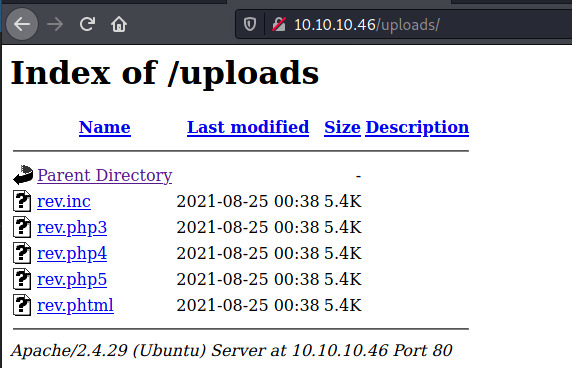 10.10.10.46/uploads/
Index of /uploads
Name Last modified Size Description
Parent Directory -
? rev.inc 2021-08-25 00:38 5.4K
? rev.php3 2021-08-25 00:38 5.4K
? rev.php4 2021-08-25 00:38 5.4K
? rev.php5 2021-08-25 00:38 5.4K
? rev.phtml 2021-08-25 00:38 5.4K
Apache/2.4.29 (Ubuntu) Server at 10.10.10.46 Port 80